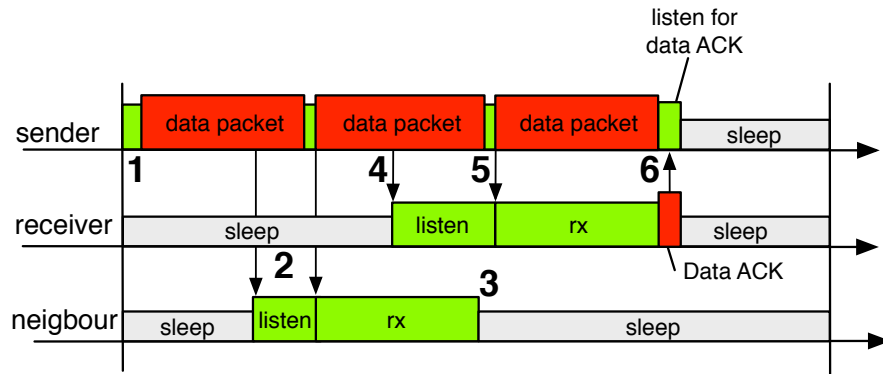 listen for
data ACK
sender
data packet
data packet
data packet
sleep
1
4
5
6
receiver
sleep
listen
rx
sleep
Data ACK
2
3
neigbour
sleep
listen
rx
sleep